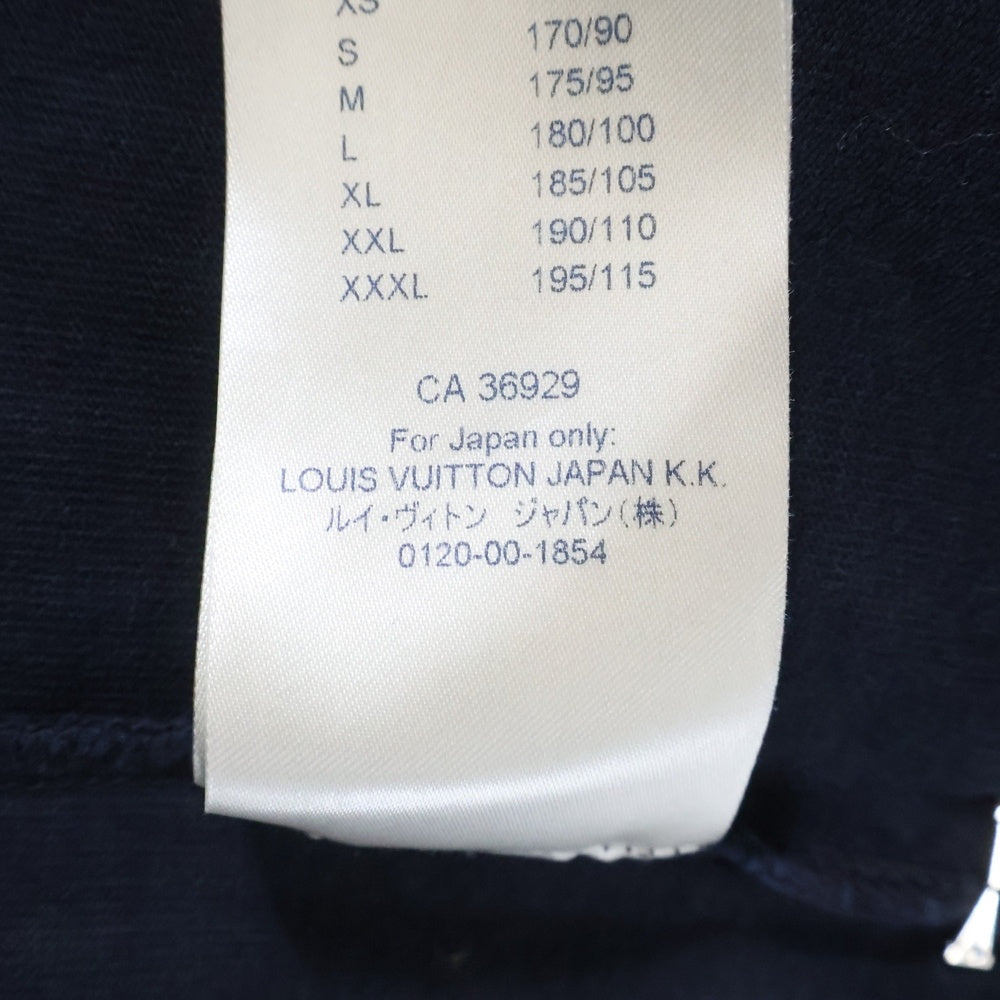 XS
S 170/90
M 175/95
L 180/100
XL 185/105
XXL 190/110
XXXL 195/115
CA 36929
For Japan only:
LOUIS VUITTON JAPAN K.K.
ルイ・ヴィトン ジャパン(株)
0120-00-1854